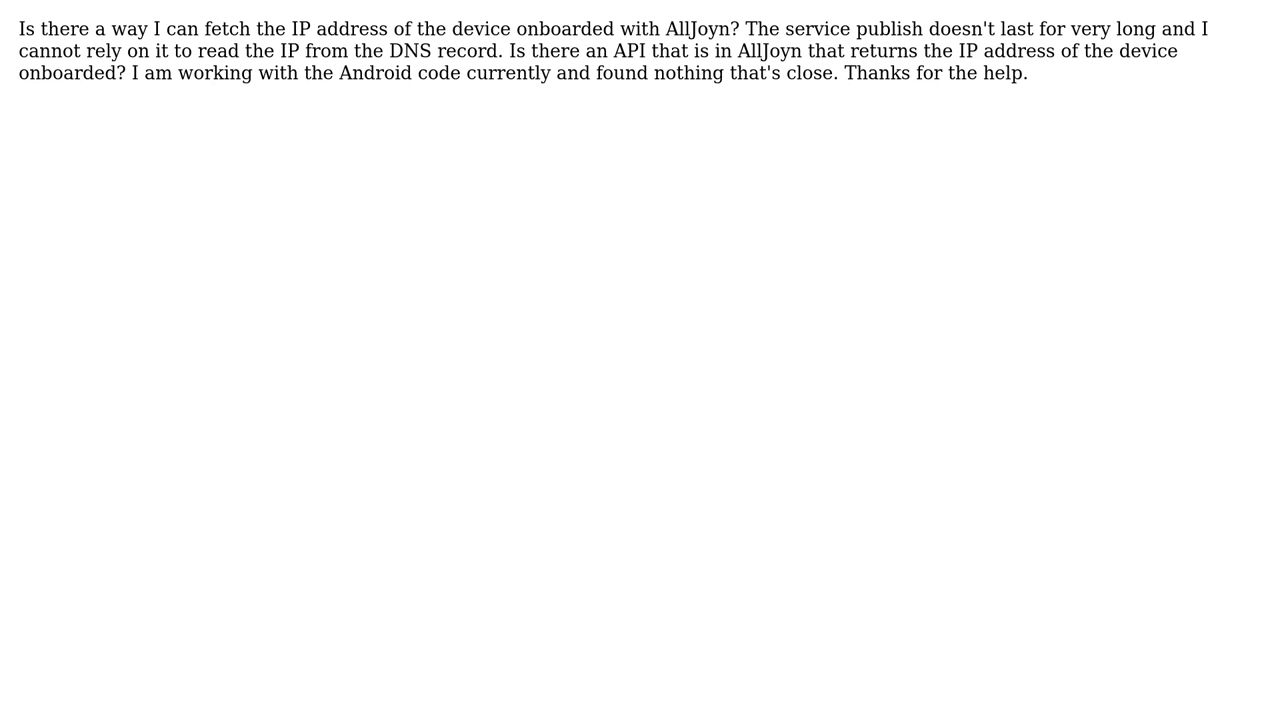 Is there a way I can fetch the IP address of the device onboarded with AllJoyn? The service publish doesn't last for very long and I
cannot rely on it to read the IP from the DNS record. Is there an API that is in AllJoyn that returns the IP address of the device
onboarded? I am working with the Android code currently and found nothing that's close. Thanks for the help.